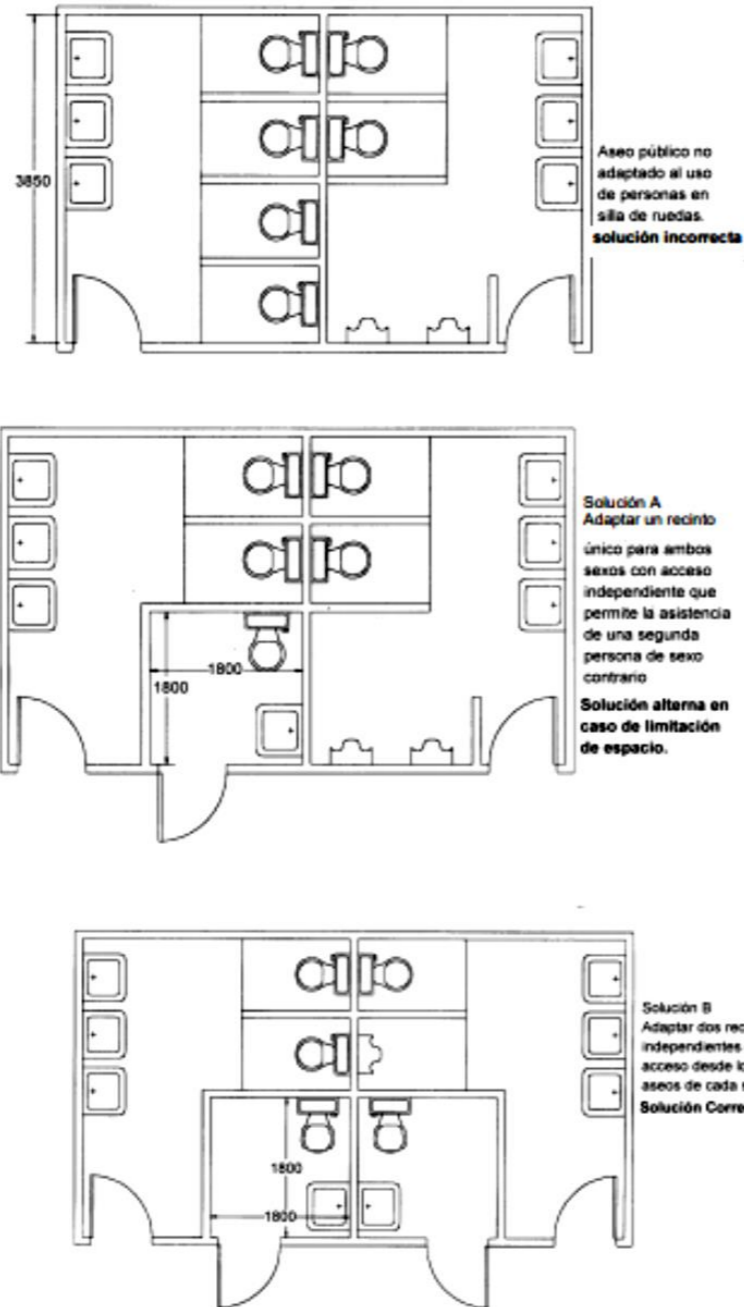 3850
Aseo público no
adaptado al uso
de personas en
silla de ruedas.
solución incorrecta
Solución A
Adaptar un recinto
único para ambos
sexos con acceso
independiente que
permite la asistencia
de una segunda
persona de sexo
contrario
Solución alterna en
caso de limitación
de espacio.
1800
1800
Solución B
Adaptar dos
independientes
acceso desde
aseos de cada
Solución
1800
1800